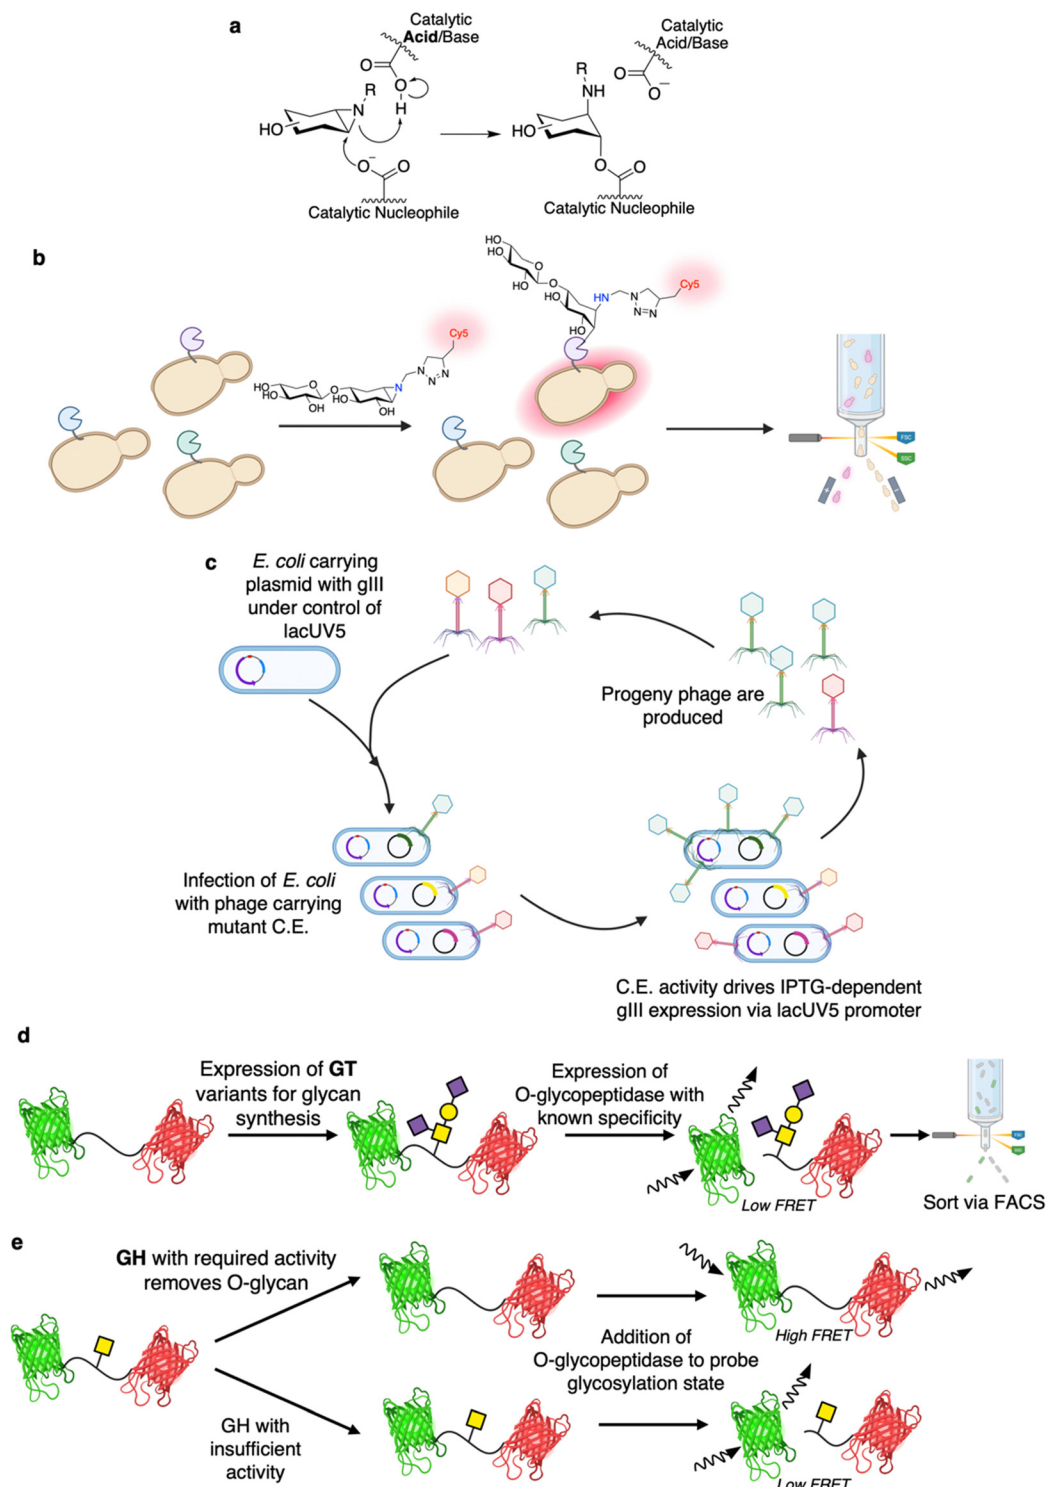 a
Catalytic
Acid/Base
O
O
H
R
N
HO
O
-
O
Catalytic Nucleophile
Catalytic
Acid/Base
O
O
-
R
NH
HO
O
O
Catalytic Nucleophile
b
HO
HO
O
HO
OH
O
HO
OH
N
N
N=N
Cy5
HO
HO
O
OH
O
HO
HO
HN
N
N=N
Cy5
FSC
SSC
c
E. coli carrying
plasmid with gIII
under control of
lacUV5
Progeny phage are
produced
Infection of E. coli
with phage carrying
mutant C.E.
C.E. activity drives IPTG-dependent
gIII expression via lacUV5 promoter
d
Expression of GT
variants for glycan
synthesis
Expression of
O-glycopeptidase with
known specificity
Low FRET
Sort via FACS
e
GH with required activity
removes O-glycan
High FRET
Addition of
O-glycopeptidase to probe
glycosylation state
GH with
insufficient
activity
Low FRET